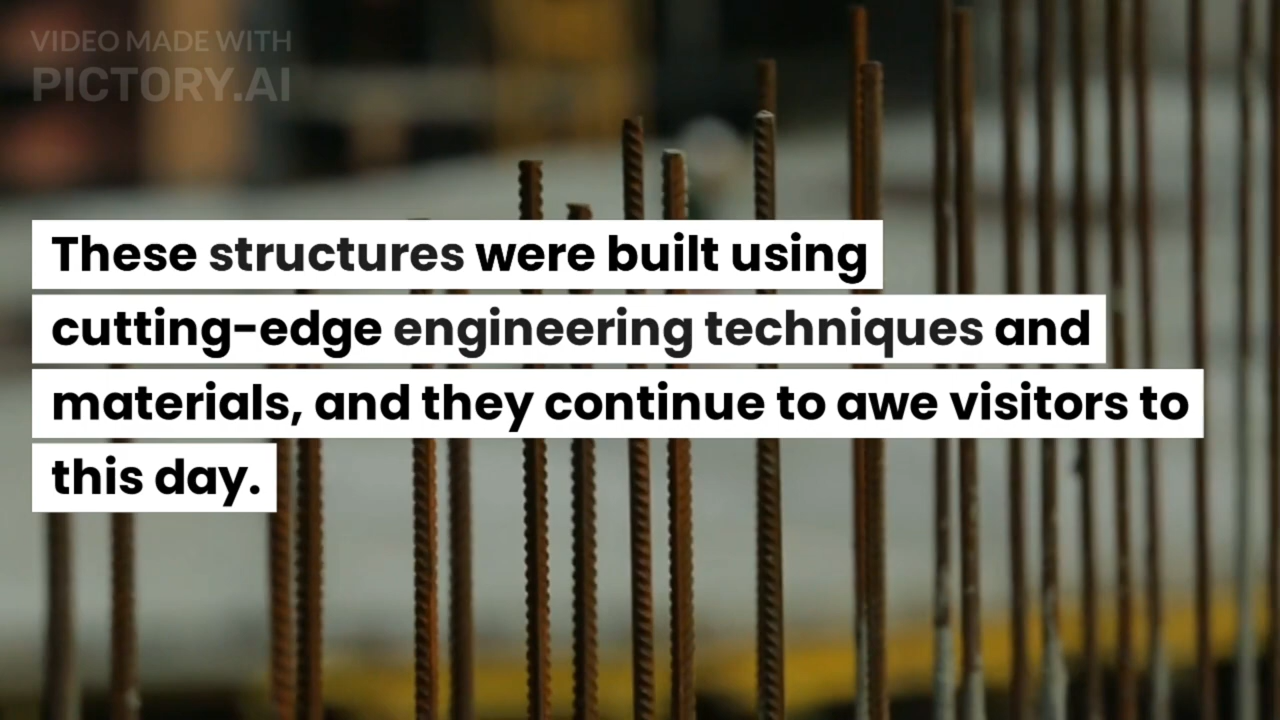 VIDEO MADE WITH
PICTORY.AI
These structures were built using
cutting-edge engineering techniques and
materials, and they continue to awe visitors to
this day.